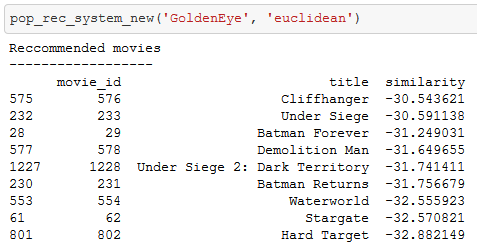 pop_rec_system_new('GoldenEye', 'euclidean')
Reccommended movies
------------------
movie_id title similarity
575 576 Cliffhanger -30.543621
232 233 Under Siege -30.591138
28 29 Batman Forever -31.249031
577 578 Demolition Man -31.649655
1227 1228 Under Siege 2: Dark Territory -31.741411
230 231 Batman Returns -31.756679
553 554 Waterworld -32.555923
61 62 Stargate -32.570821
801 802 Hard Target -32.882149